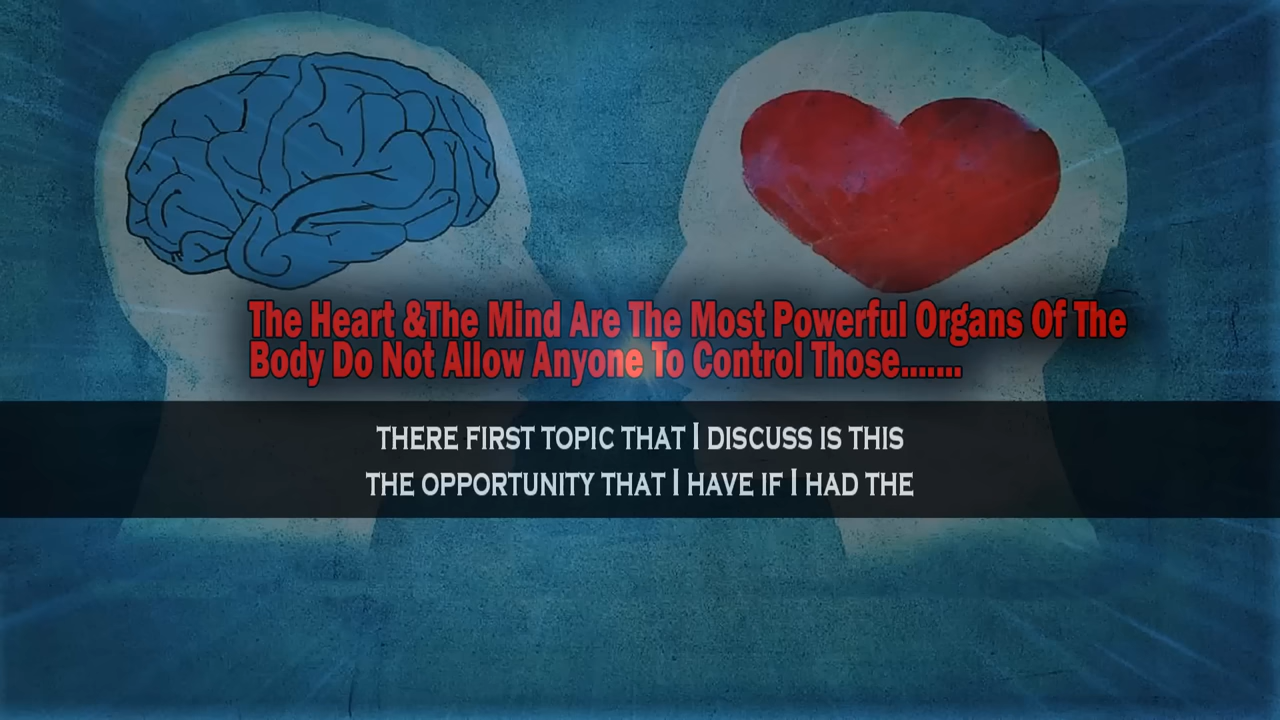 The Heart &The Mind Are The Most Powerful Organs Of The
Body Do Not Allow Anyone To Control Those.......
THERE FIRST TOPIC THAT I DISCUSS IS THIS
THE OPPORTUNITY THAT I HAVE IF I HAD THE